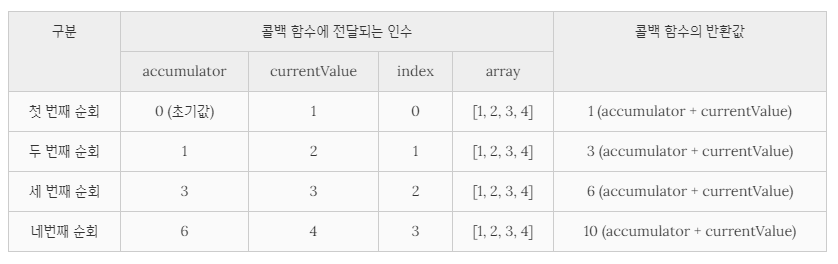 구분 콜백 함수에 전달되는 인수 콜백 함수의 반환값
accumulator currentValue index array
첫 번째 순회 0 (초기값) 1 0 [1, 2, 3, 4] 1 (accumulator + currentValue)
두 번째 순회 1 2 1 [1, 2, 3, 4] 3 (accumulator + currentValue)
세 번째 순회 3 3 2 [1, 2, 3, 4] 6 (accumulator + currentValue)
네번째 순회 6 4 3 [1, 2, 3, 4] 10 (accumulator + currentValue)